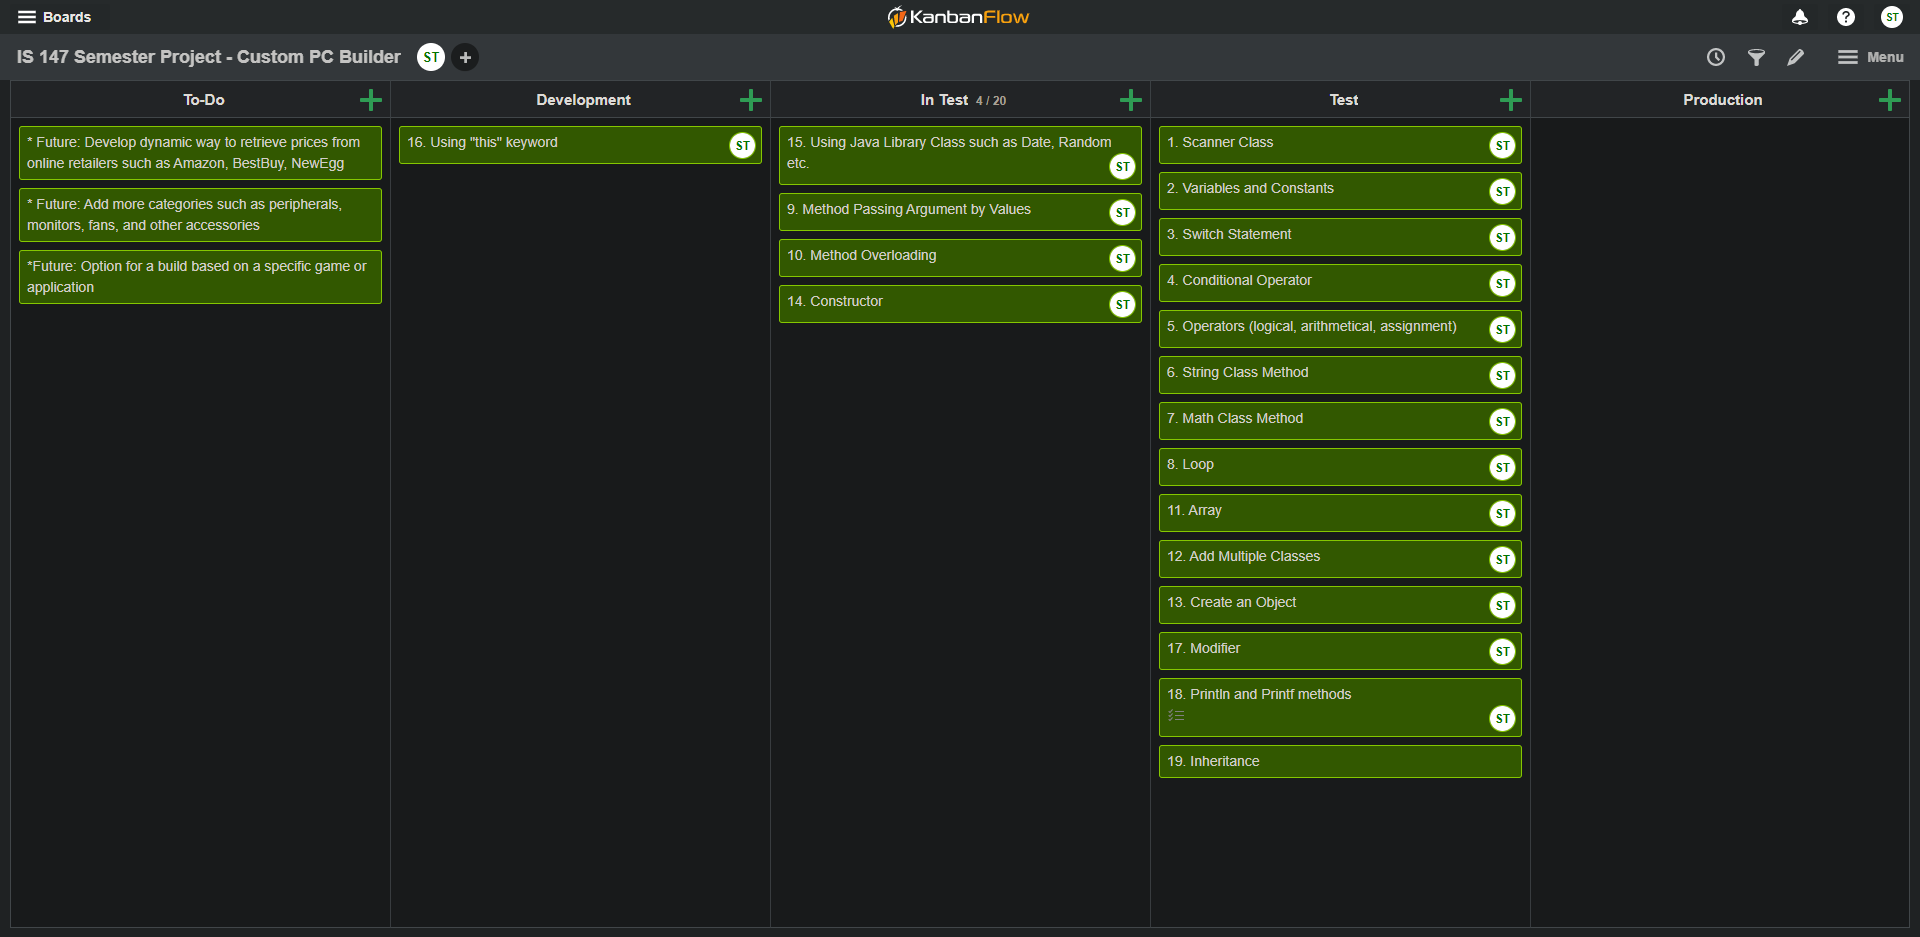 Boards
KanbanFlow
?
ST
IS 147 Semester Project - Custom PC Builder
ST
Menu
To-Do
* Future: Develop dynamic way to retrieve prices from
online retailers such as Amazon, BestBuy, NewEgg
* Future: Add more categories such as peripherals,
monitors, fans, and other accessories
*Future: Option for a build based on a specific game or
application
Development
16. Using "this" keyword
ST
In Test 4 / 20
15. Using Java Library Class such as Date, Random
etc.
ST
9. Method Passing Argument by Values
ST
10. Method Overloading
ST
14. Constructor
ST
Test
1. Scanner Class
ST
2. Variables and Constants
ST
3. Switch Statement
ST
4. Conditional Operator
ST
5. Operators (logical, arithmetical, assignment)
ST
6. String Class Method
ST
7. Math Class Method
ST
8. Loop
ST
11. Array
ST
12. Add Multiple Classes
ST
13. Create an Object
ST
17. Modifier
ST
18. Println and Printf methods
ST
19. Inheritance
Production